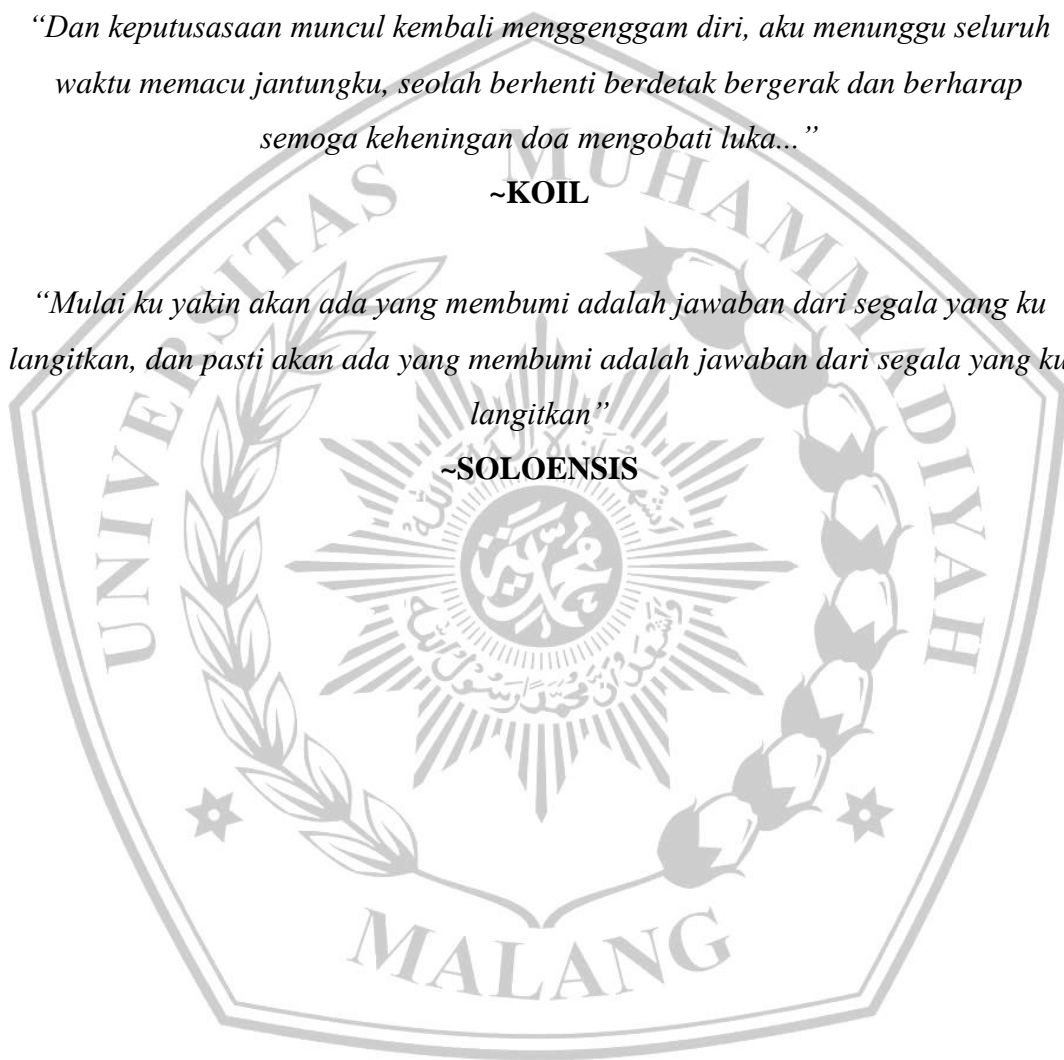 “Dan keputusasaan muncul kembali menggenggam diri, aku menunggu seluruh
waktu memacu jantungku, seolah berhenti berdetak bergerak dan berharap
semoga keheningan doa mengobati luka...”
~KOIL
“Mulai ku yakin akan ada yang membumi adalah jawaban dari segala yang ku
langitkan, dan pasti akan ada yang membumi adalah jawaban dari segala yang ku
langitkan”
~SOLOENSIS
UNIVERSITAS MUHAMMADIYAH
MALANG